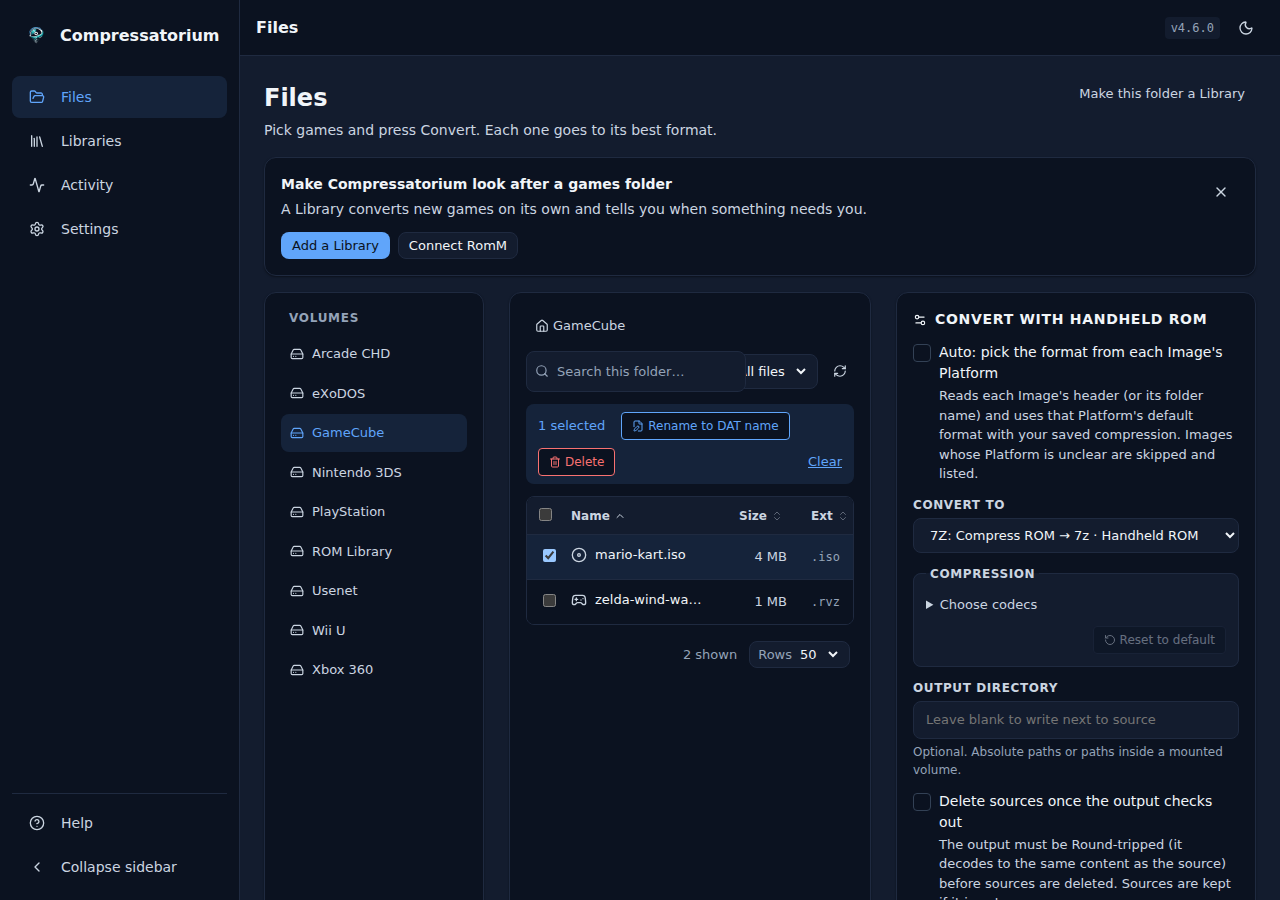 Compressatorium
Files
Libraries
Activity
Settings
Help
Collapse sidebar
Files
v4.6.0
Files
Make this folder a Library
Pick games and press Convert. Each one goes to its best format.
Make Compressatorium look after a games folder
A Library converts new games on its own and tells you when something needs you.
Add a Library
Connect RomM
VOLUMES
Arcade CHD
eXoDOS
GameCube
Nintendo 3DS
PlayStation
ROM Library
Usenet
Wii U
Xbox 360
GameCube
Search this folder…
ll files
1 selected
Rename to DAT name
Delete
Clear
Name
Size
Ext
mario-kart.iso
4 MB
.iso
zelda-wind-wa…
1 MB
.rvz
2 shown
Rows 50
CONVERT WITH HANDHELD ROM
Auto: pick the format from each Image's
Platform
Reads each Image's header (or its folder
name) and uses that Platform's default
format with your saved compression. Images
whose Platform is unclear are skipped and
listed.
CONVERT TO
7Z: Compress ROM → 7z · Handheld ROM
COMPRESSION
Choose codecs
Reset to default
OUTPUT DIRECTORY
Leave blank to write next to source
Optional. Absolute paths or paths inside a mounted
volume.
Delete sources once the output checks
out
The output must be Round-tripped (it
decodes to the same content as the source)
before sources are deleted. Sources are kept